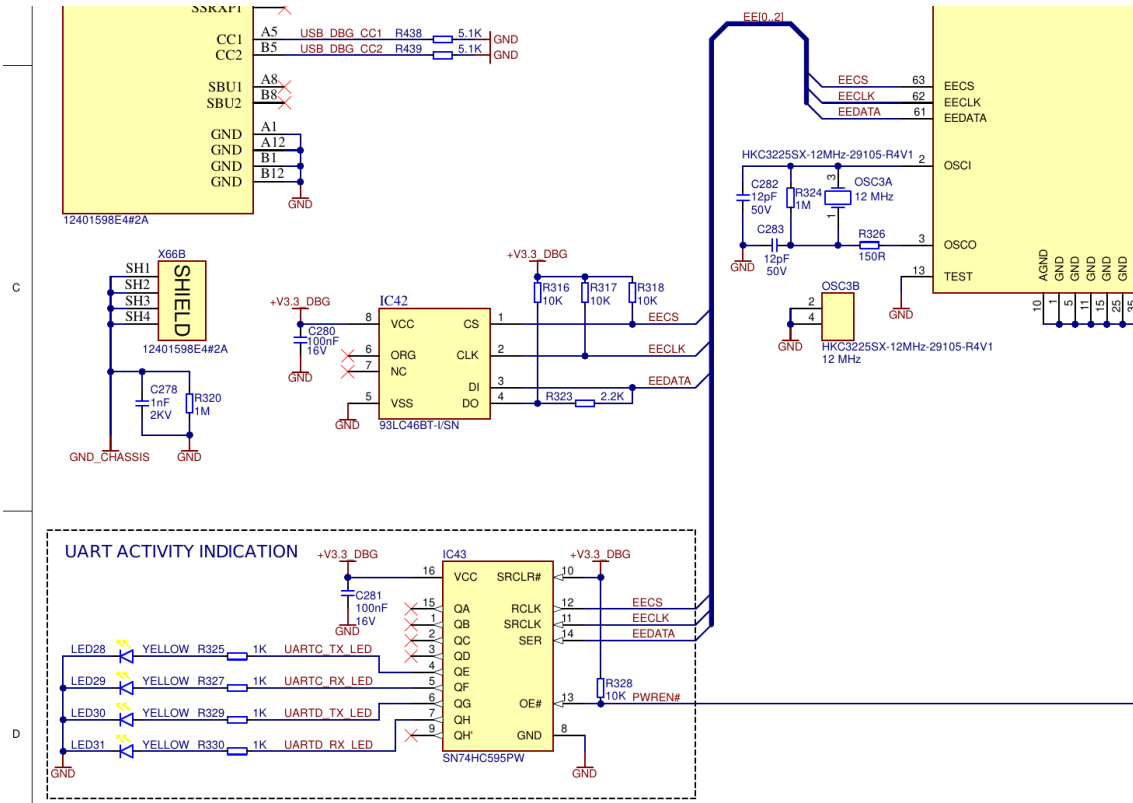 SSRXP1
CC1 A5 USB_DBG_CC1 R438 5.1K GND
CC2 B5 USB_DBG_CC2 R439 5.1K GND
SBU1 A8
SBU2 B8
GND A1
GND A12
GND B1
GND B12
GND
12401598E4#2A
EE[0..2]
EECS 63 EECS
EECLK 62 EECLK
EEDATA 61 EEDATA
HKC3225SX-12MHz-29105-R4V1
2 OSCI
C282
12pF
50V
R324
1M
3
OSC3A
12 MHz
1
C283
12pF
50V
R326
150R
3 OSCO
GND
13 TEST
GND
AGND
GND
GND
GND
GND
GND
10
1
5
11
15
25
OSC3B
2
4
GND
HKC3225SX-12MHz-29105-R4V1
12 MHz
C
X66B
SH1
SH2
SH3
SH4
SHIELD
12401598E4#2A
C278
1nF
2KV
R320
1M
GND_CHASSIS
GND
+V3.3_DBG
C280
100nF
16V
GND
IC42
8 VCC
6 ORG
7 NC
5 VSS
GND
CS 1
CLK 2
DI 3
DO 4
93LC46BT-I/SN
+V3.3_DBG
R316
10K
R317
10K
R318
10K
EECS
EECLK
EEDATA
R323 2.2K
D
UART ACTIVITY INDICATION
+V3.3_DBG
C281
100nF
16V
GND
IC43
16 VCC
15 QA
1 QB
2 QC
3 QD
4 QE
5 QF
6 QG
7 QH
9 QH'
SRCLR# 10
RCLK 12
SRCLK 11
SER 14
OE# 13
GND 8
SN74HC595PW
+V3.3_DBG
EECS
EECLK
EEDATA
R328
10K
PWREN#
GND
LED28 YELLOW R325 1K UARTC_TX_LED
LED29 YELLOW R327 1K UARTC_RX_LED
LED30 YELLOW R329 1K UARTD_TX_LED
LED31 YELLOW R330 1K UARTD_RX_LED
GND